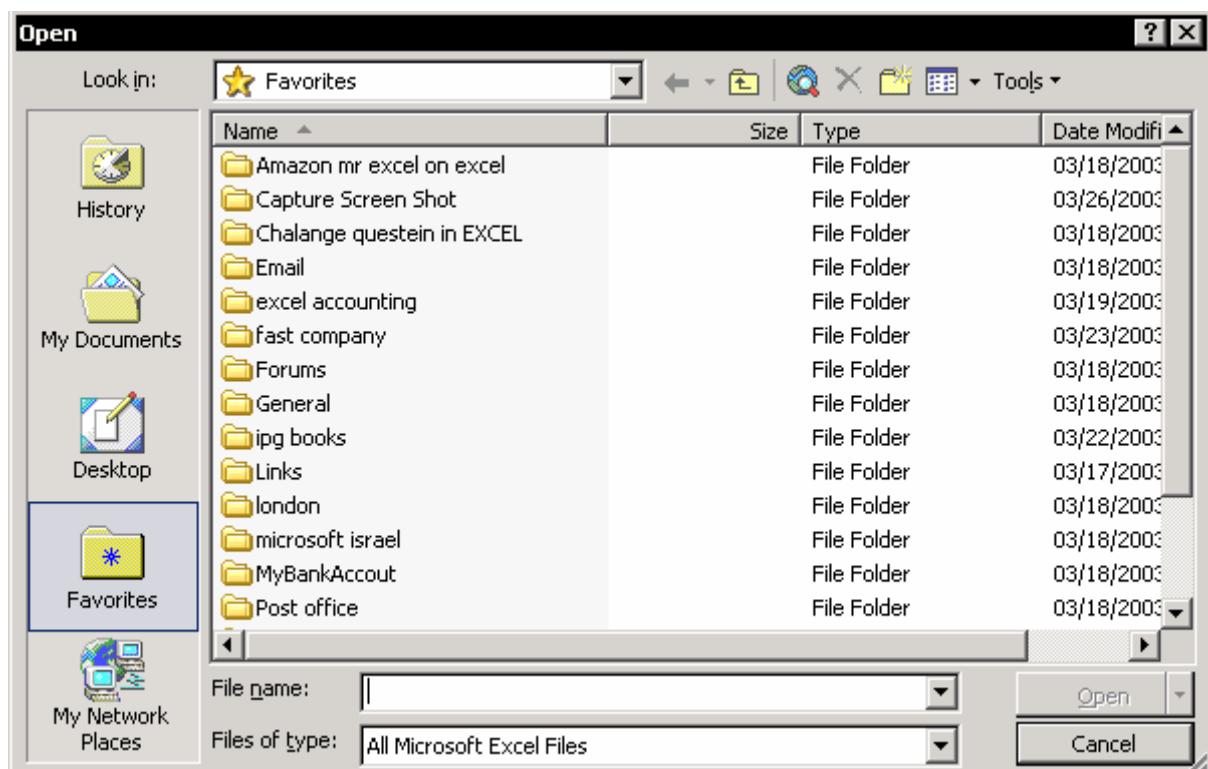 Open
Look in: Favorites Tools
Name Size Type Date Modifi
Amazon mr excel on excel File Folder 03/18/2003
Capture Screen Shot File Folder 03/26/2003
Chalange questein in EXCEL File Folder 03/18/2003
Email File Folder 03/18/2003
excel accounting File Folder 03/19/2003
fast company File Folder 03/23/2003
Forums File Folder 03/18/2003
General File Folder 03/18/2003
ipg books File Folder 03/22/2003
Links File Folder 03/17/2003
london File Folder 03/18/2003
microsoft israel File Folder 03/18/2003
MyBankAccout File Folder 03/18/2003
Post office File Folder 03/18/2003
History
My Documents
Desktop
Favorites
My Network
Places
File name: Open
Files of type: All Microsoft Excel Files Cancel